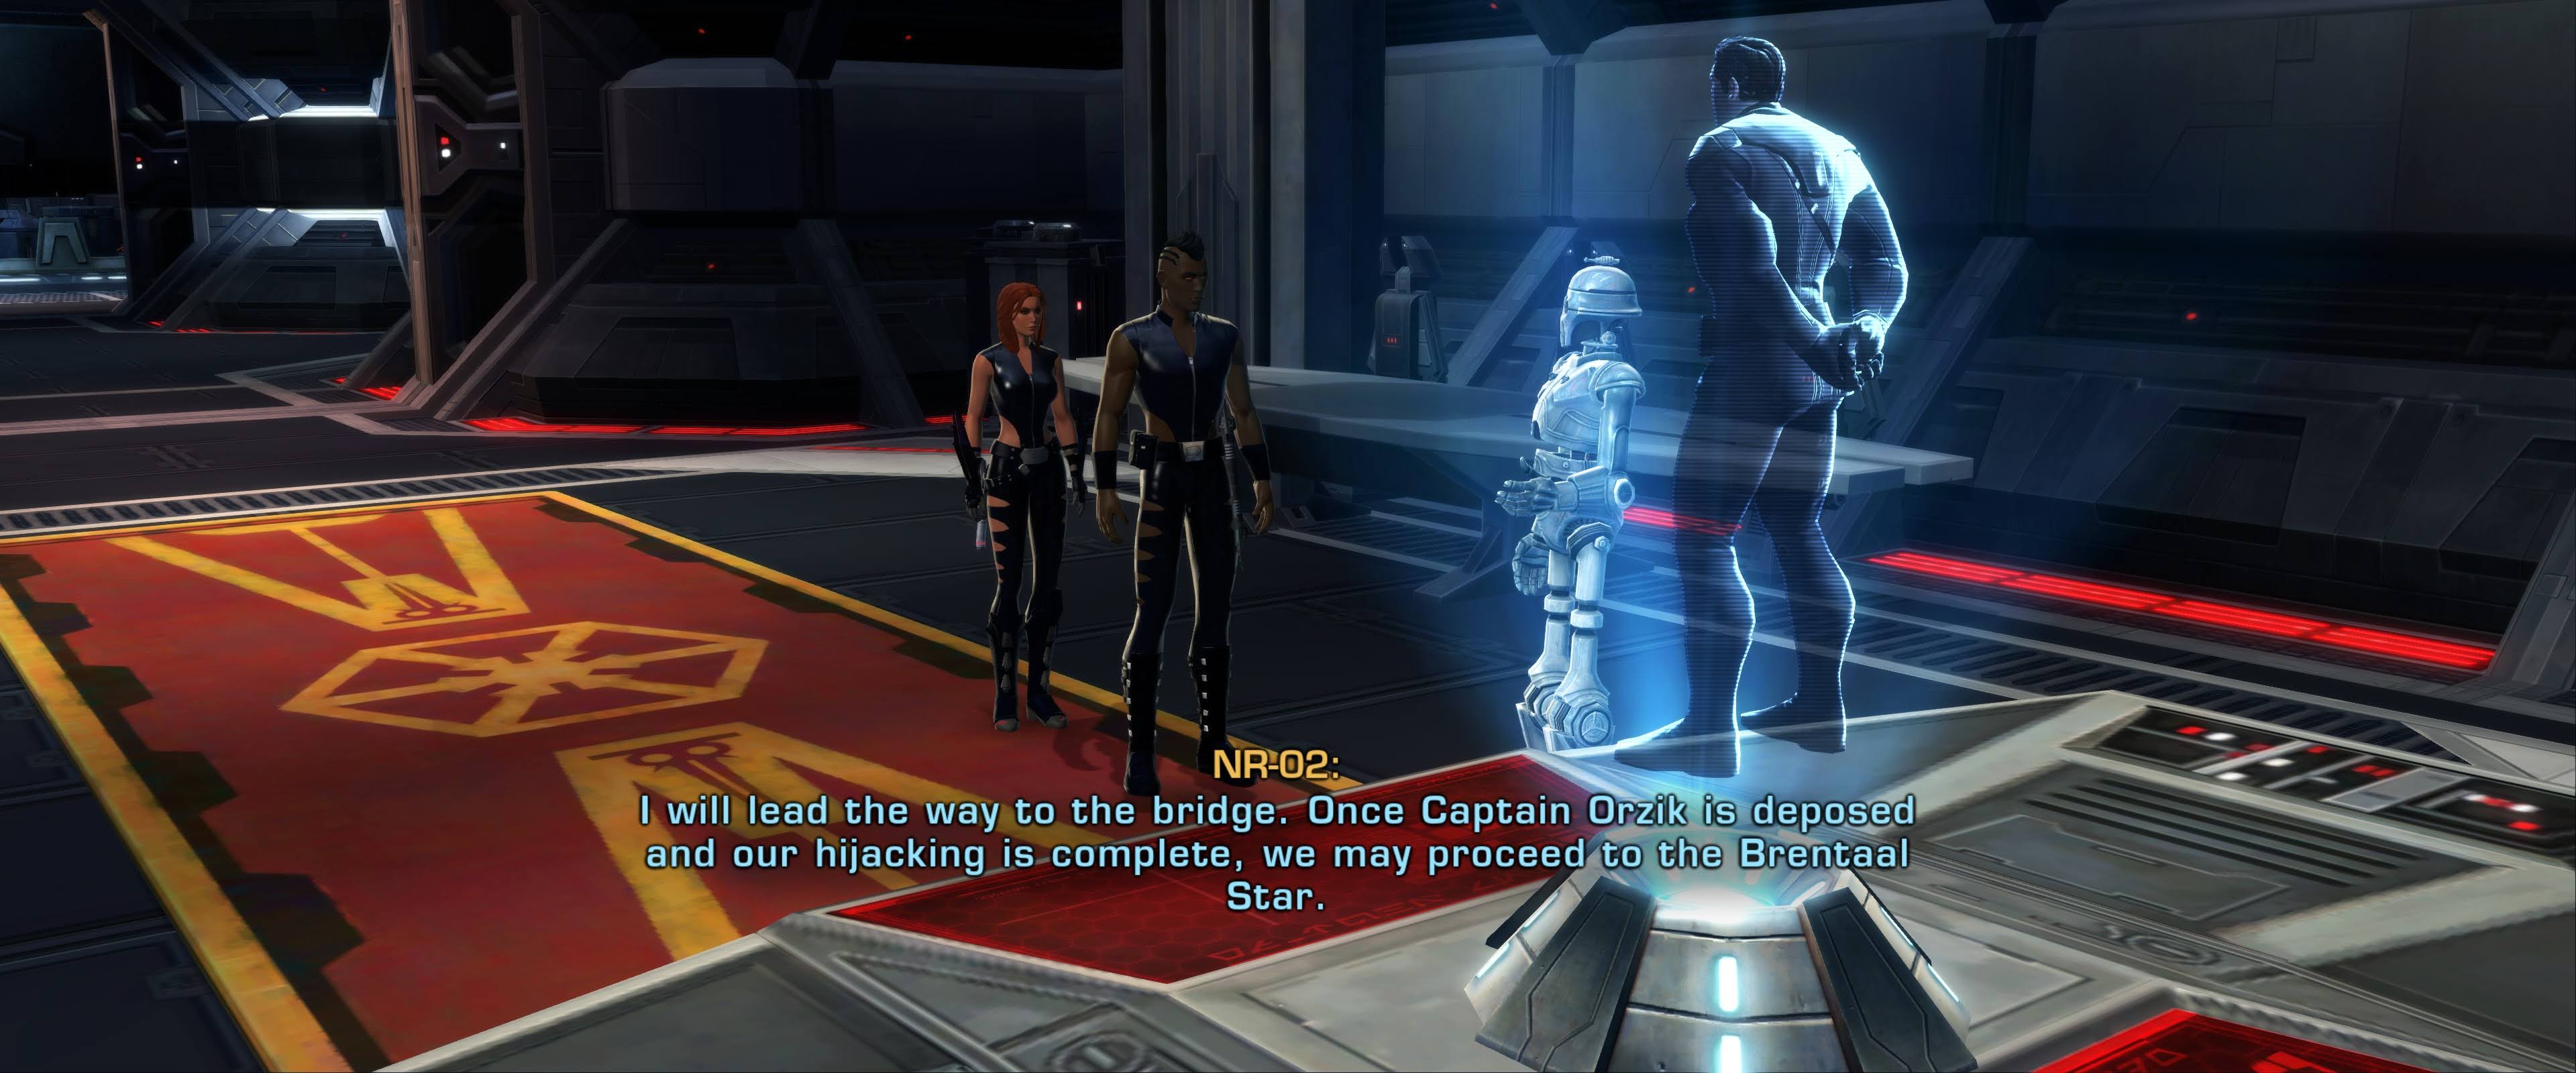 NR-02:
I will lead the way to the bridge. Once Captain Orzik is deposed
and our hijacking is complete, we may proceed to the Brentaal
Star.